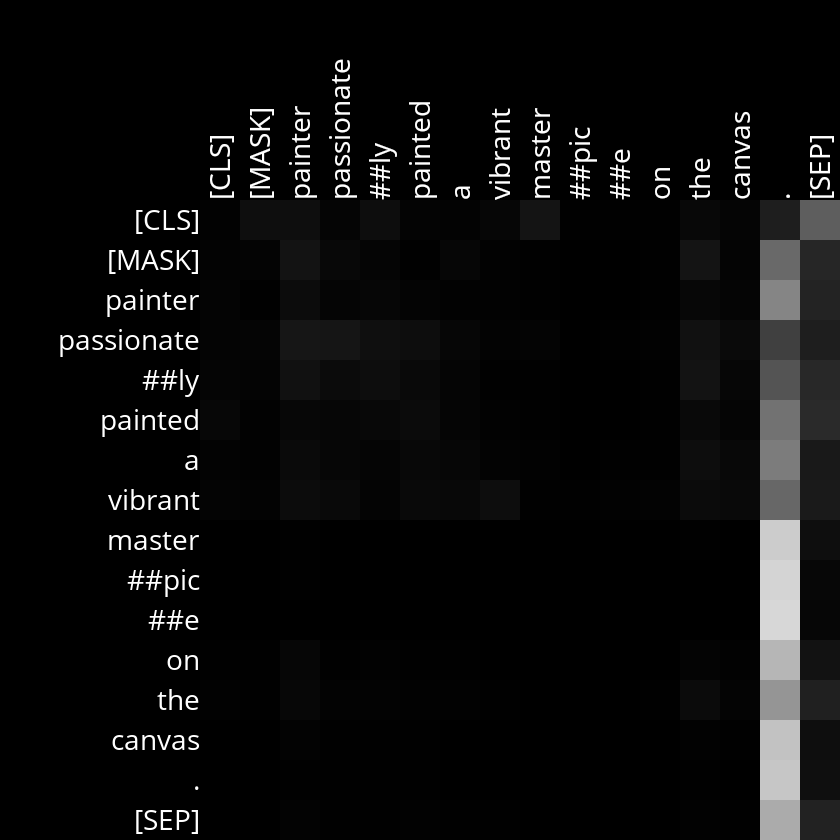 [CLS] [MASK] painter passionate ##ly painted a vibrant master ##pic ##e on the canvas . [SEP]
[CLS]
[MASK]
painter
passionate
##ly
painted
a
vibrant
master
##pic
##e
on
the
canvas
.
[SEP]